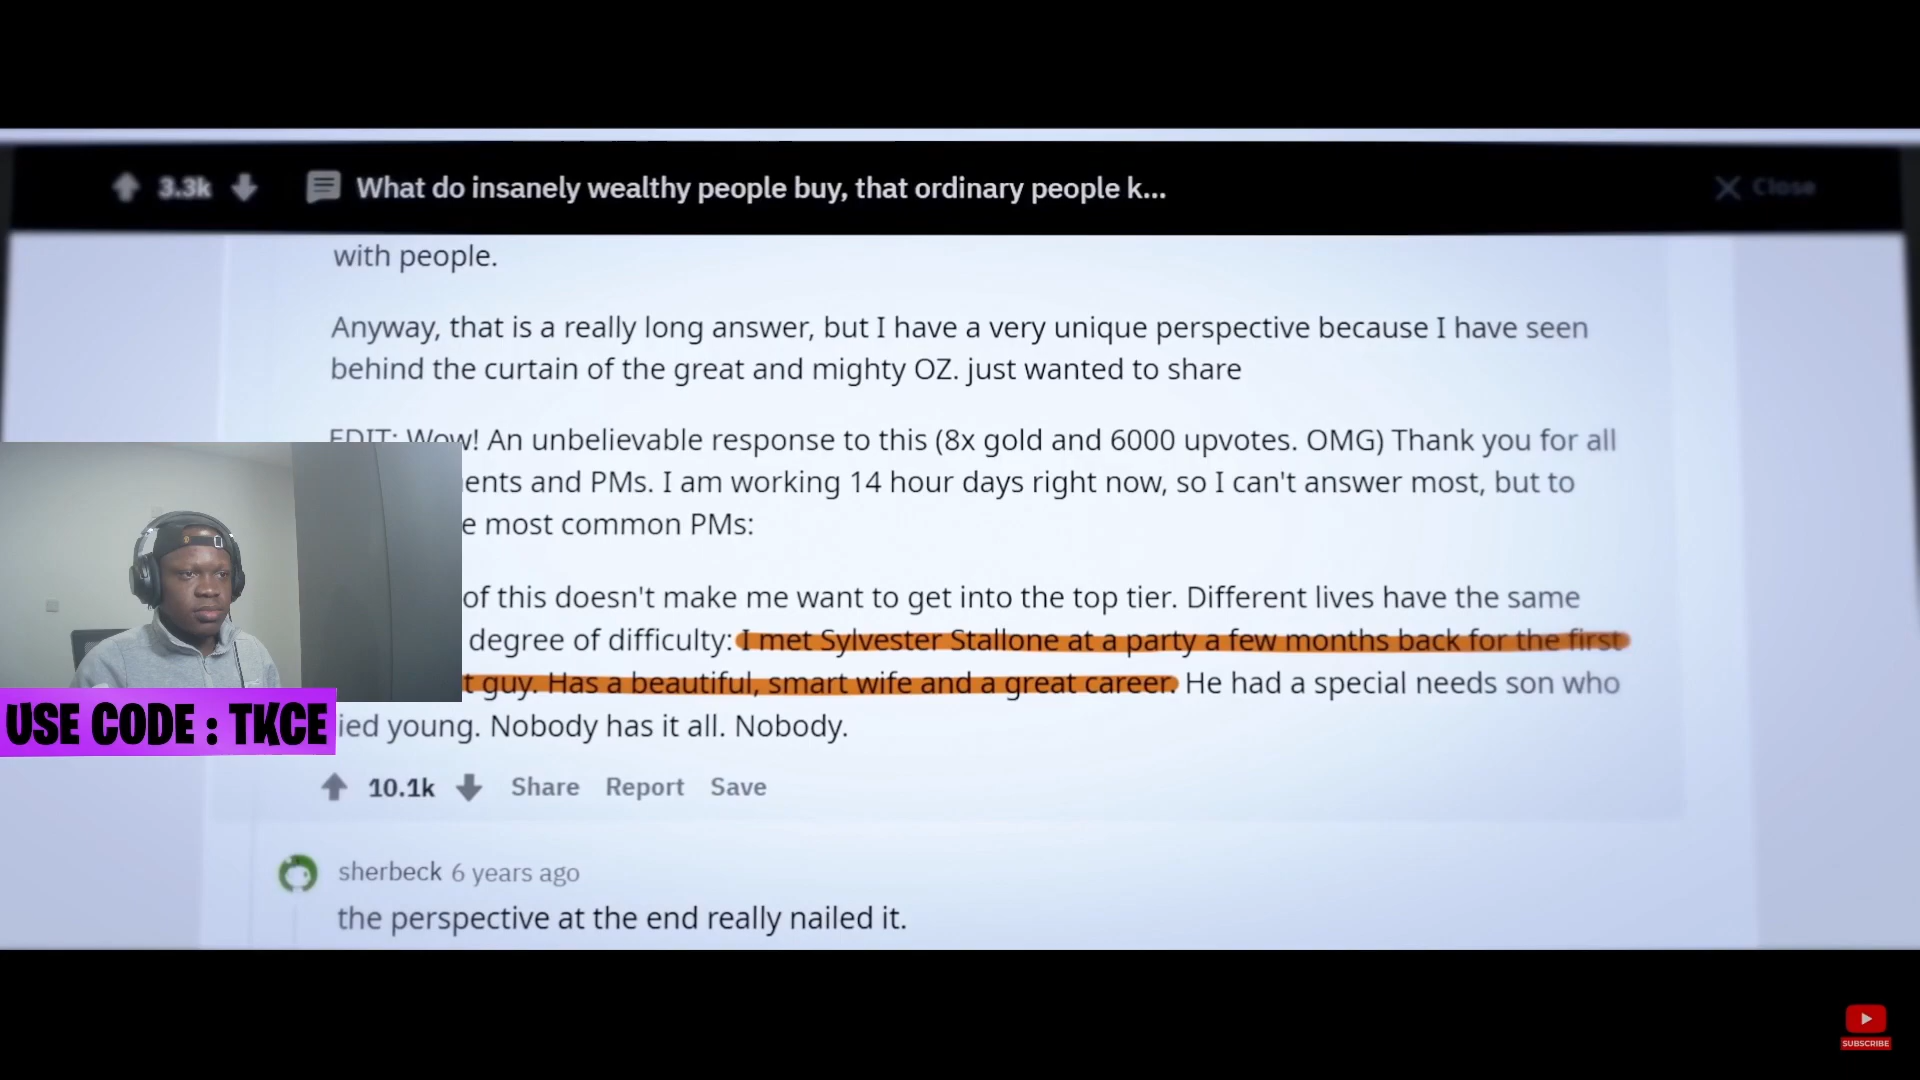 3.3k What do insanely wealthy people buy, that ordinary people k... Close
with people.
Anyway, that is a really long answer, but I have a very unique perspective because I have seen
behind the curtain of the great and mighty OZ. just wanted to share
EDIT: Wow! An unbelievable response to this (8x gold and 6000 upvotes. OMG) Thank you for all
ents and PMs. I am working 14 hour days right now, so I can't answer most, but to
e most common PMs:
of this doesn't make me want to get into the top tier. Different lives have the same
degree of difficulty: I met Sylvester Stallone at a party a few months back for the first
t guy. Has a beautiful, smart wife and a great career. He had a special needs son who
ied young. Nobody has it all. Nobody.
USE CODE : TKCE
10.1k Share Report Save
sherbeck 6 years ago
the perspective at the end really nailed it.
SUBSCRIBE